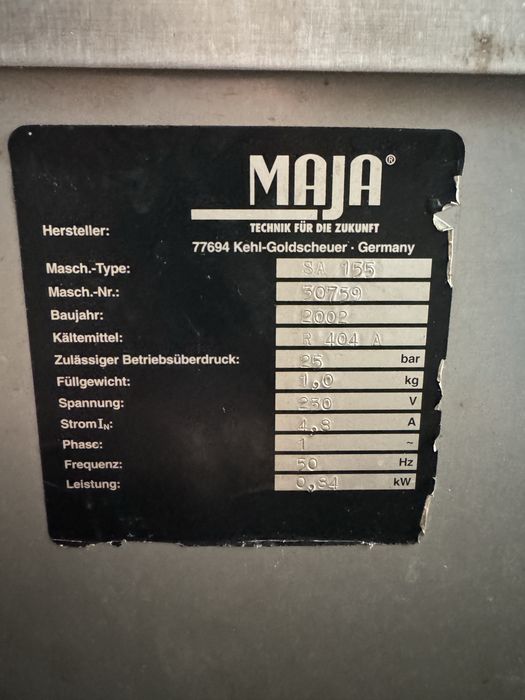 MAJA®
TECHNIK FÜR DIE ZUKUNFT
Hersteller:
77694 Kehl-Goldscheuer · Germany
Masch.-Type: SA 155
Masch.-Nr.: 30759
Baujahr: 2002
Kältemittel: R 404 A
Zulässiger Betriebsüberdruck: 25 bar
Füllgewicht: 1,0 kg
Spannung: 230 V
Strom IN: 4,8 A
Phase: 1 ~
Frequenz: 50 Hz
Leistung: 0,84 kW